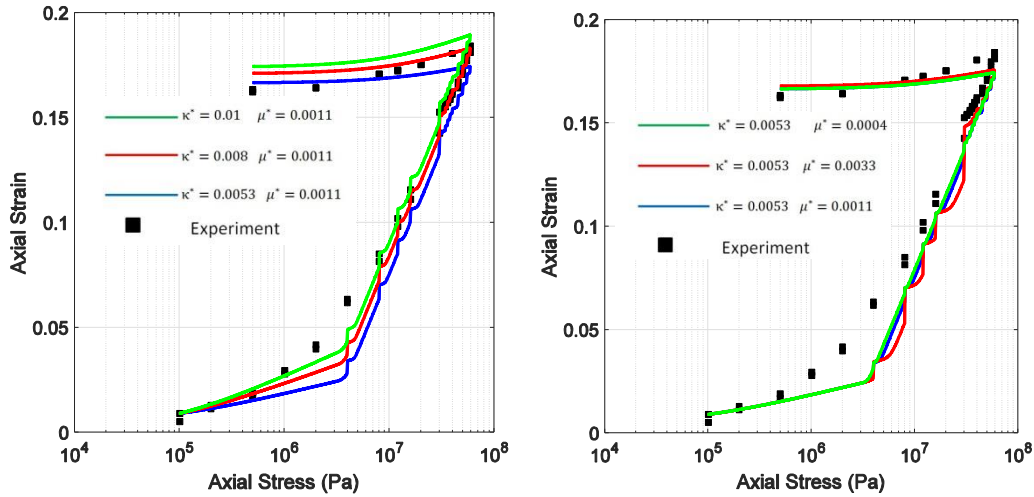 0.2
0.15
0.1
0.05
0
Axial Strain
κ* = 0.01 μ* = 0.0011
κ* = 0.008 μ* = 0.0011
κ* = 0.0053 μ* = 0.0011
Experiment
10⁴ 10⁵ 10⁶ 10⁷ 10⁸
Axial Stress (Pa)
0.2
0.15
0.1
0.05
0
Axial Strain
κ* = 0.0053 μ* = 0.0004
κ* = 0.0053 μ* = 0.0033
κ* = 0.0053 μ* = 0.0011
Experiment
10⁴ 10⁵ 10⁶ 10⁷ 10⁸
Axial Stress (Pa)